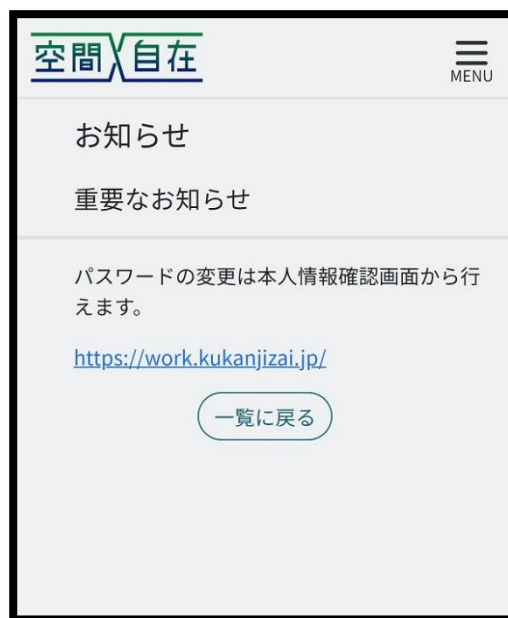 空間自在
MENU
お知らせ
重要なお知らせ
パスワードの変更は本人情報確認画面から行
えます。
https://work.kukanjizai.jp/
一覧に戻る